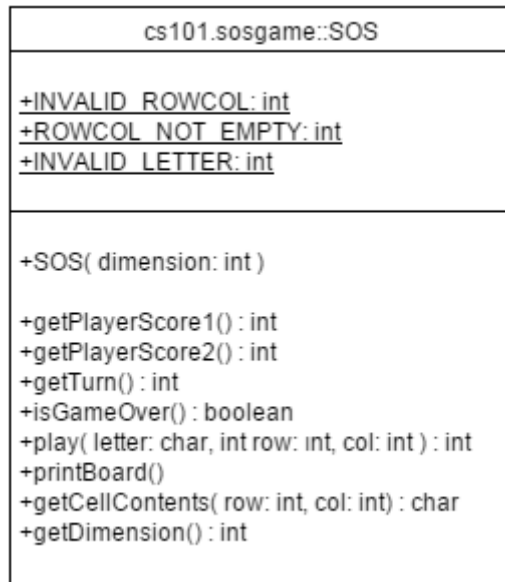 cs101.sosgame::SOS
+INVALID_ROWCOL: int
+ROWCOL_NOT_EMPTY: int
+INVALID_LETTER: int
+SOS( dimension: int )
+getPlayerScore1() : int
+getPlayerScore2() : int
+getTurn() : int
+isGameOver() : boolean
+play( letter: char, int row: int, col: int ) : int
+printBoard()
+getCellContents( row: int, col: int) : char
+getDimension() : int